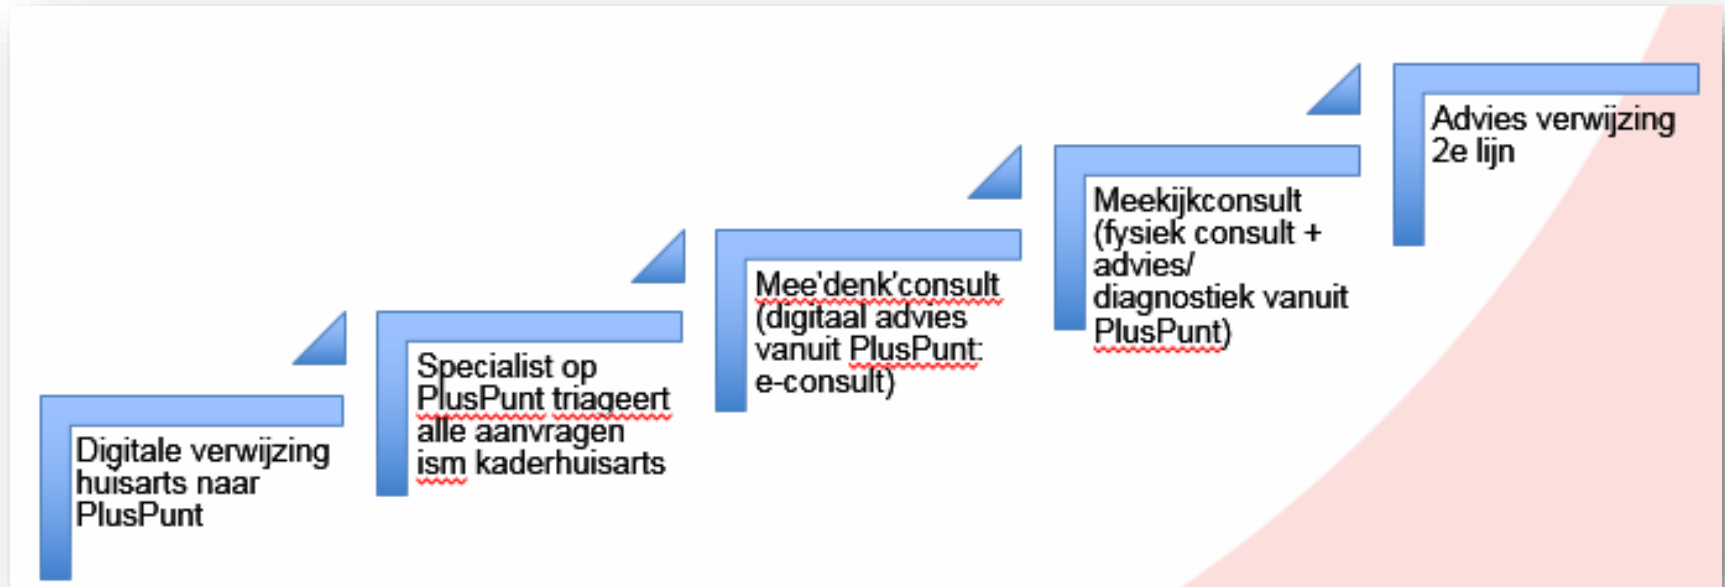 Digitale verwijzing
huisarts naar
PlusPunt
Specialist op
PlusPunt triageert
alle aanvragen
ism kaderhuisarts
Mee'denk'consult
(digitaal advies
vanuit PlusPunt:
e-consult)
Meekijkconsult
(fysiek consult +
advies/
diagnostiek vanuit
PlusPunt)
Advies verwijzing
2e lijn